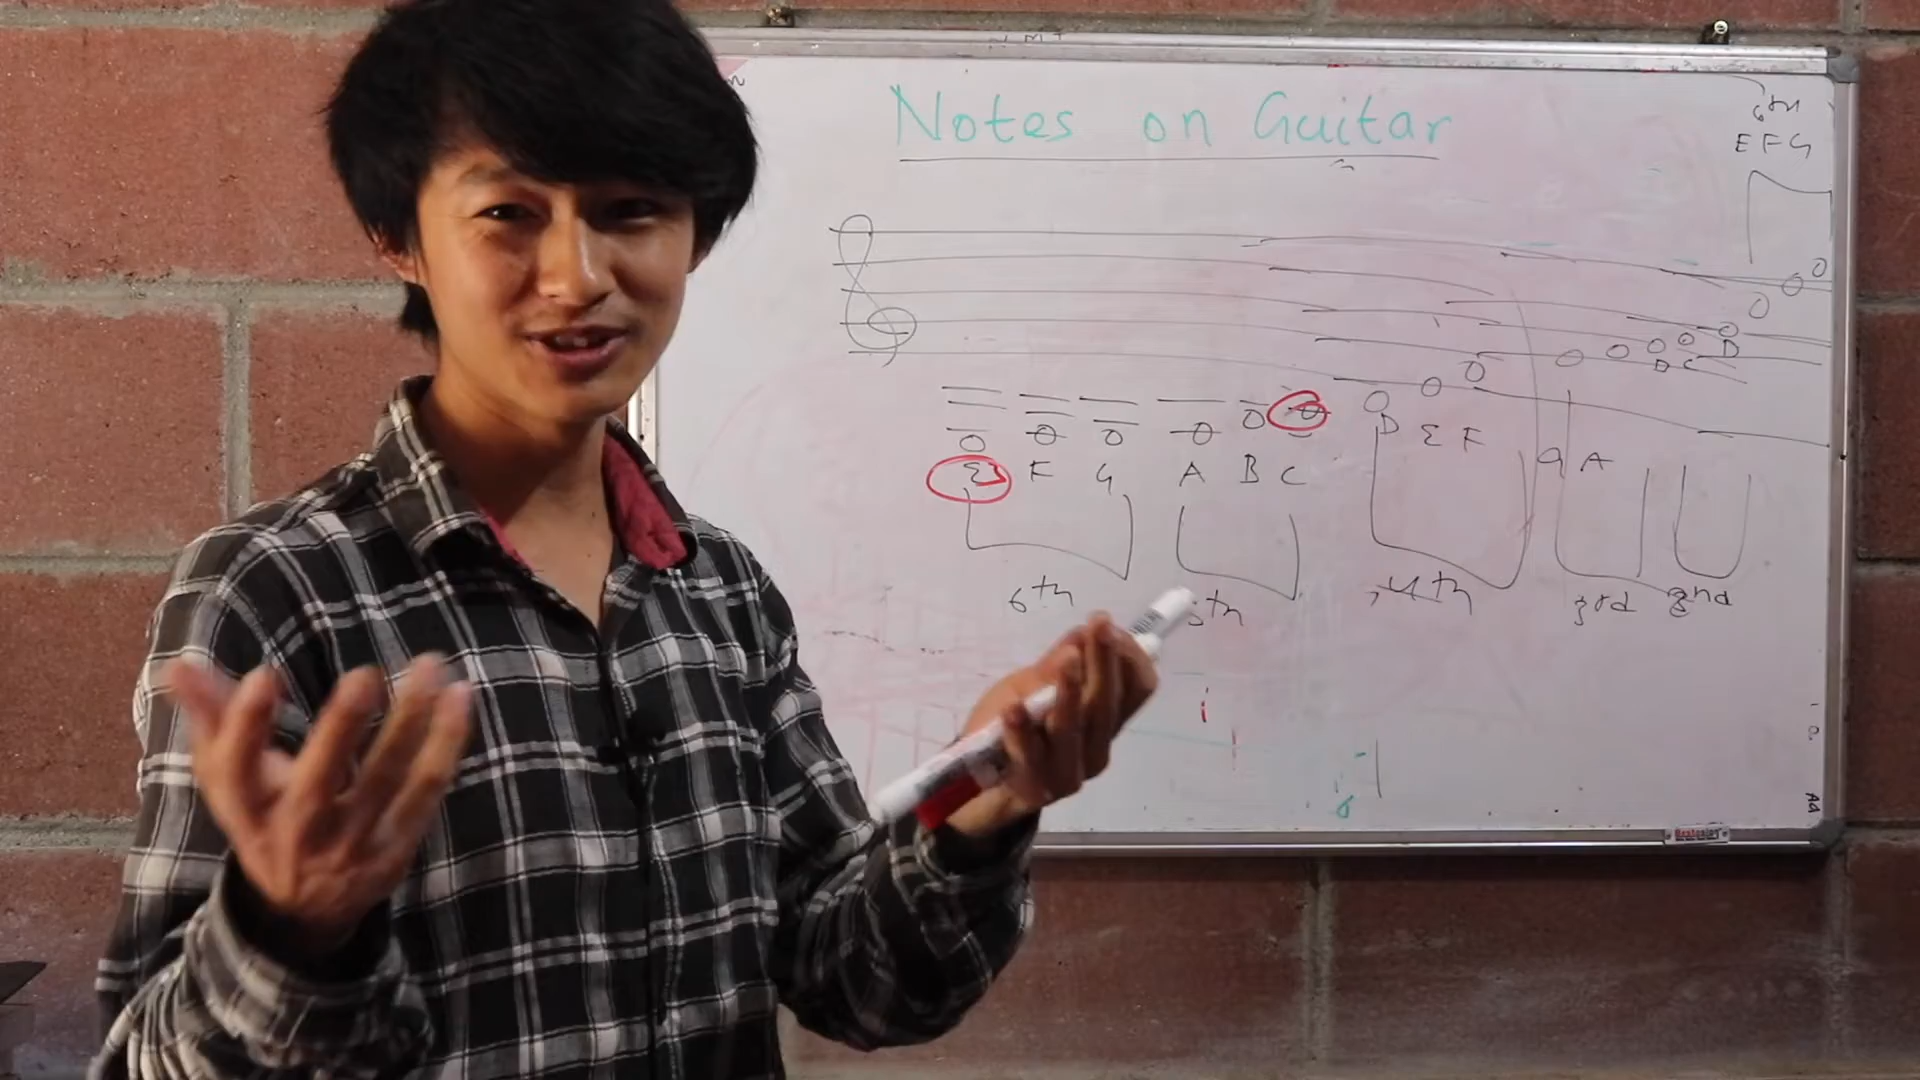 Notes on Guitar
6th
E F G
B C D
D E F
G A
E F G A B C
6th 5th 4th 3rd 2nd